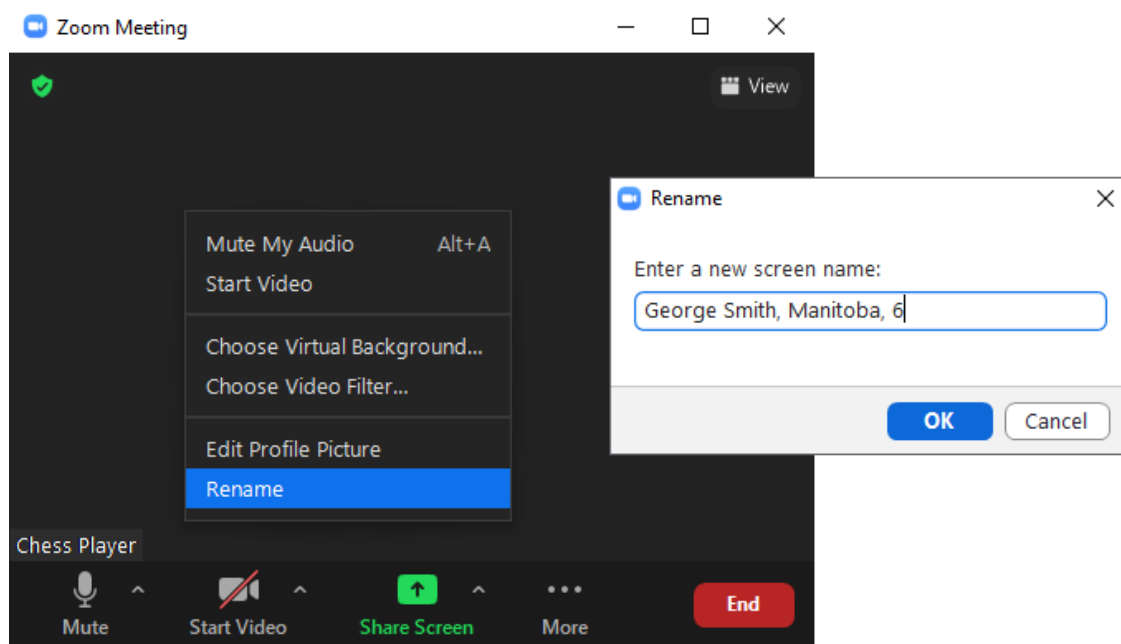 Zoom Meeting
View
Mute My Audio Alt+A
Start Video
Choose Virtual Background...
Choose Video Filter...
Edit Profile Picture
Rename
Chess Player
Mute
Start Video
Share Screen
More
End
Rename
Enter a new screen name:
George Smith, Manitoba, 6
OK
Cancel